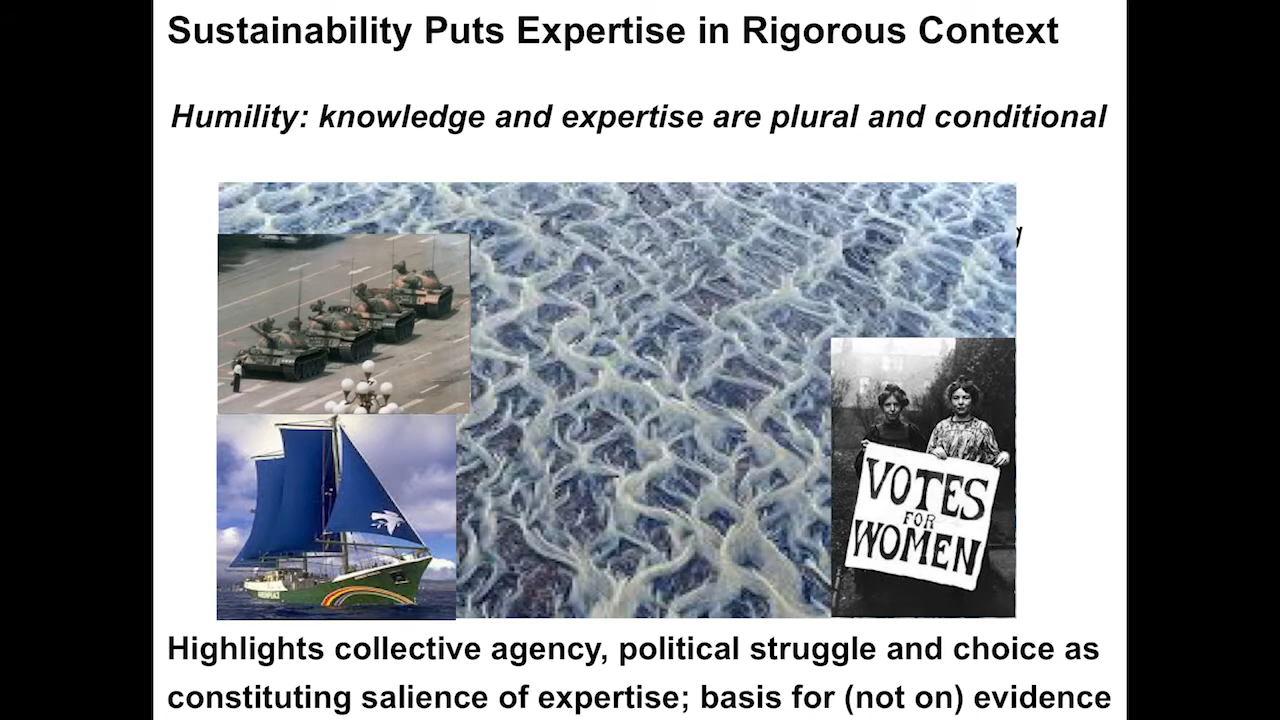 Sustainability Puts Expertise in Rigorous Context
Humility: knowledge and expertise are plural and conditional
VOTES
FOR
WOMEN
GREENPEACE
Highlights collective agency, political struggle and choice as
constituting salience of expertise; basis for (not on) evidence